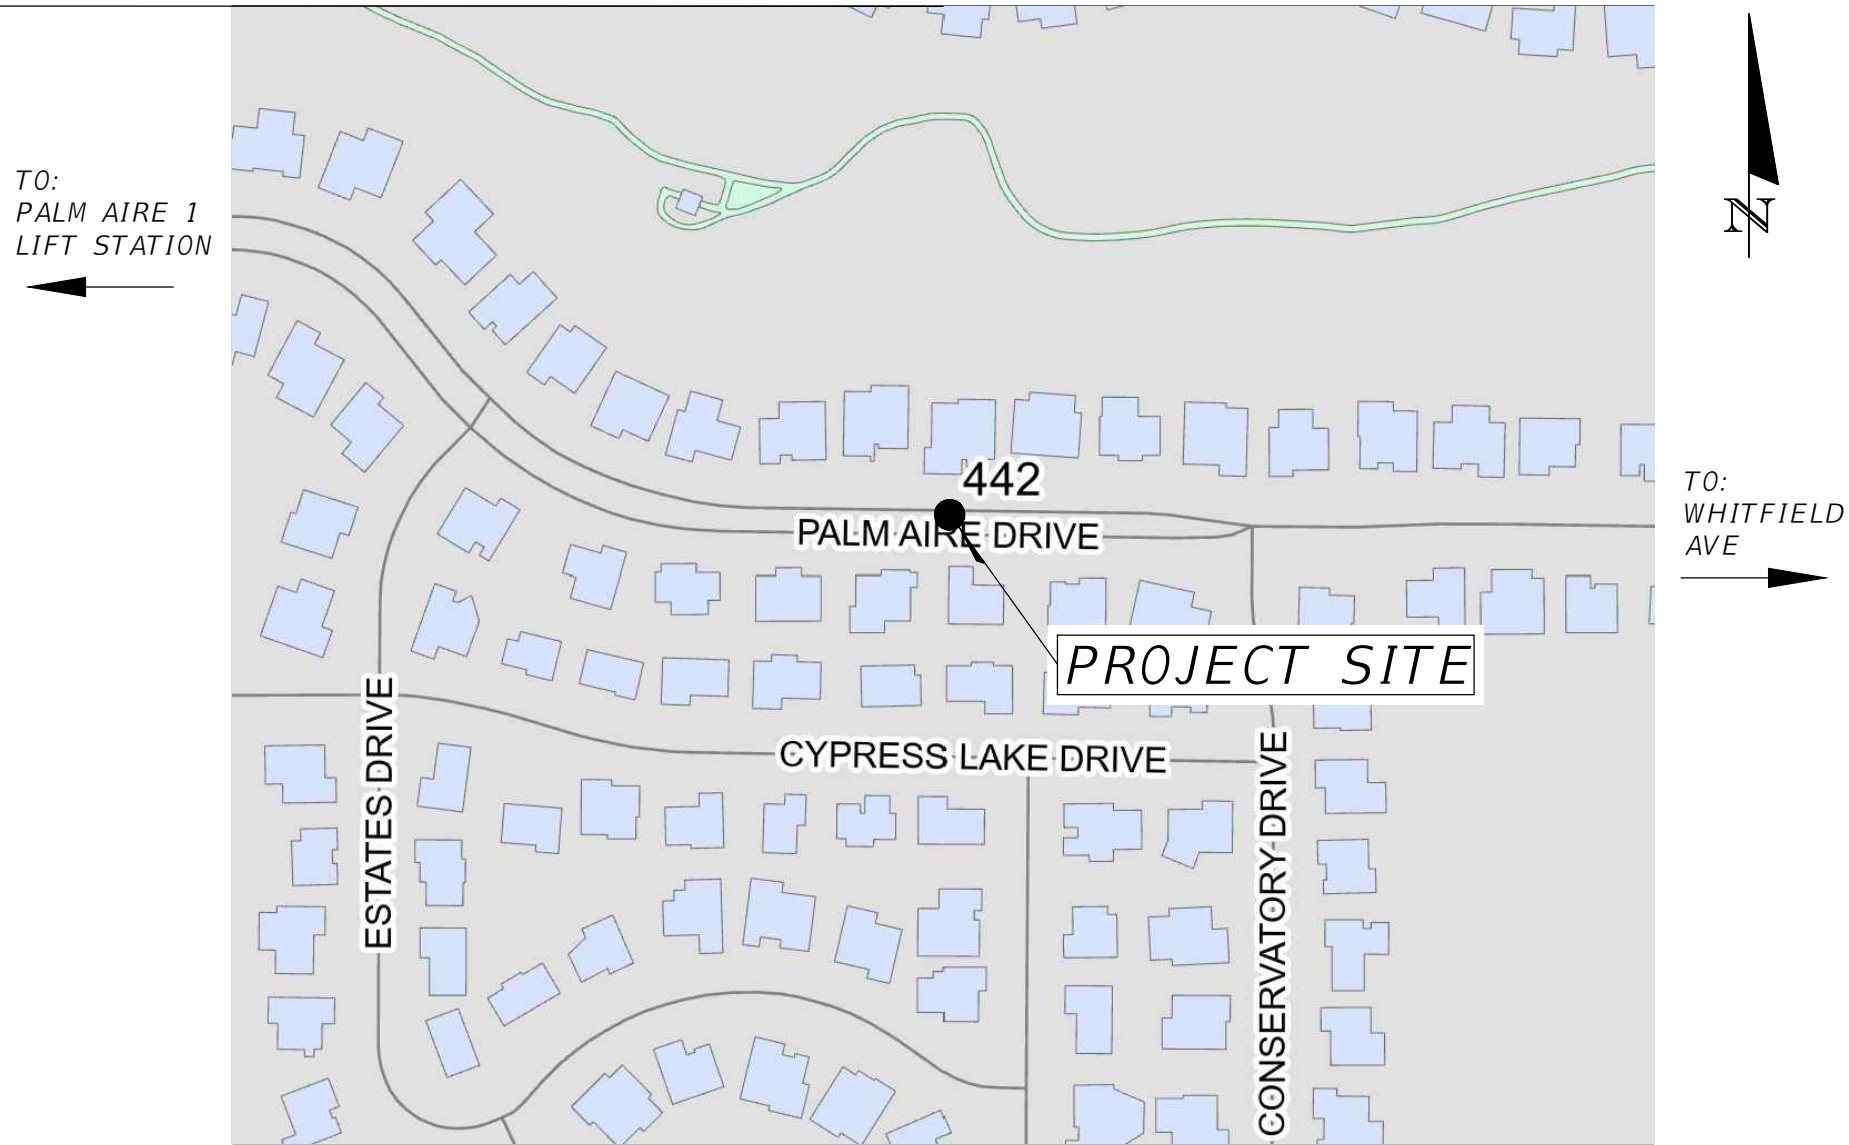 TO:
PALM AIRE 1
LIFT STATION
N
442
PALM AIRE DRIVE
TO:
WHITFIELD
AVE
PROJECT SITE
ESTATES DRIVE
CYPRESS LAKE DRIVE
CONSERVATORY DRIVE